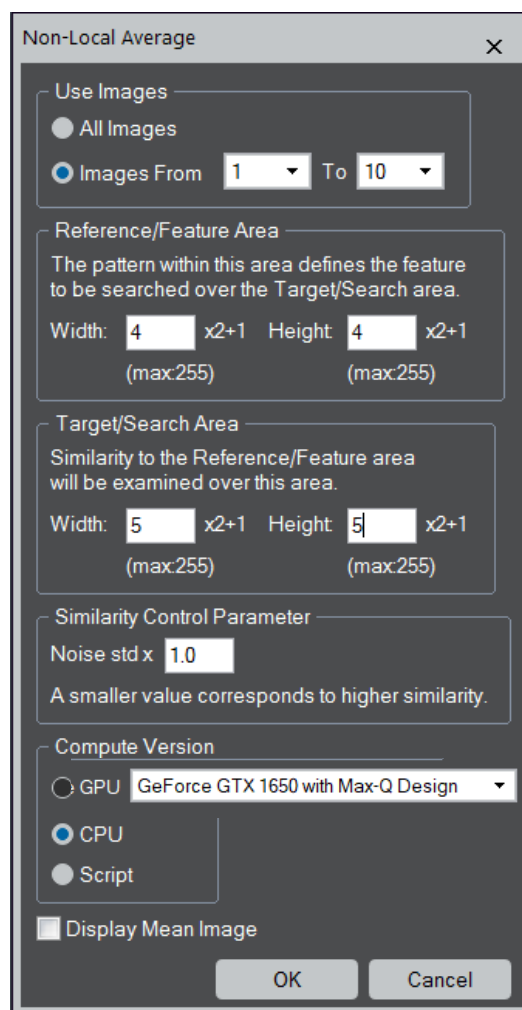 Non-Local Average
Use Images
All Images
Images From 1 To 10
Reference/Feature Area
The pattern within this area defines the feature
to be searched over the Target/Search area.
Width: 4 x2+1 Height: 4 x2+1
(max:255) (max:255)
Target/Search Area
Similarity to the Reference/Feature area
will be examined over this area.
Width: 5 x2+1 Height: 5 x2+1
(max:255) (max:255)
Similarity Control Parameter
Noise std x 1.0
A smaller value corresponds to higher similarity.
Compute Version
GPU GeForce GTX 1650 with Max-Q Design
CPU
Script
Display Mean Image
OK Cancel